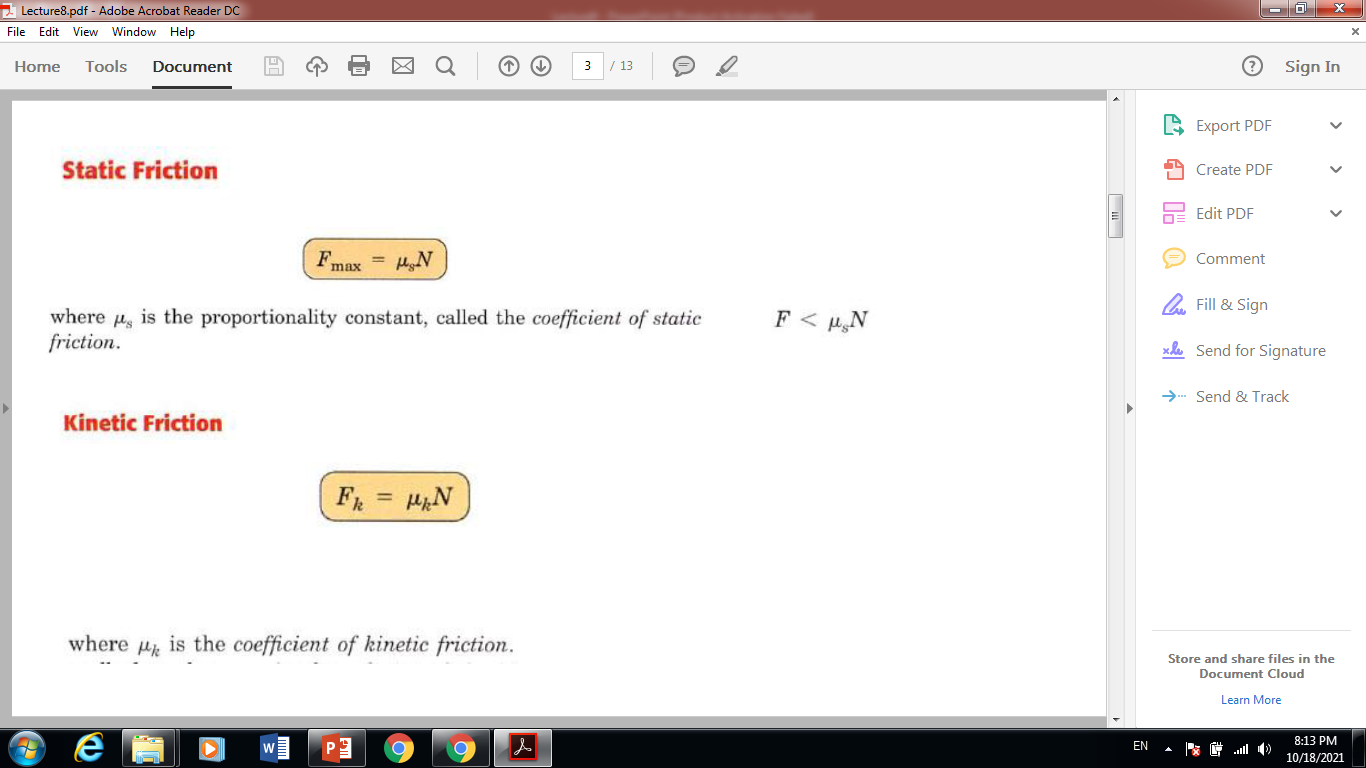 Lecture8.pdf - Adobe Acrobat Reader DC
File Edit View Window Help
Home Tools Document 3 / 13 Sign In
Static Friction
F_max = μ_sN
where μ_s is the proportionality constant, called the coefficient of static F < μ_sN
friction.
Kinetic Friction
F_k = μ_kN
where μ_k is the coefficient of kinetic friction.
Export PDF
Create PDF
Edit PDF
Comment
Fill & Sign
Send for Signature
Send & Track
Store and share files in the
Document Cloud
Learn More
EN
8:13 PM
10/18/2021